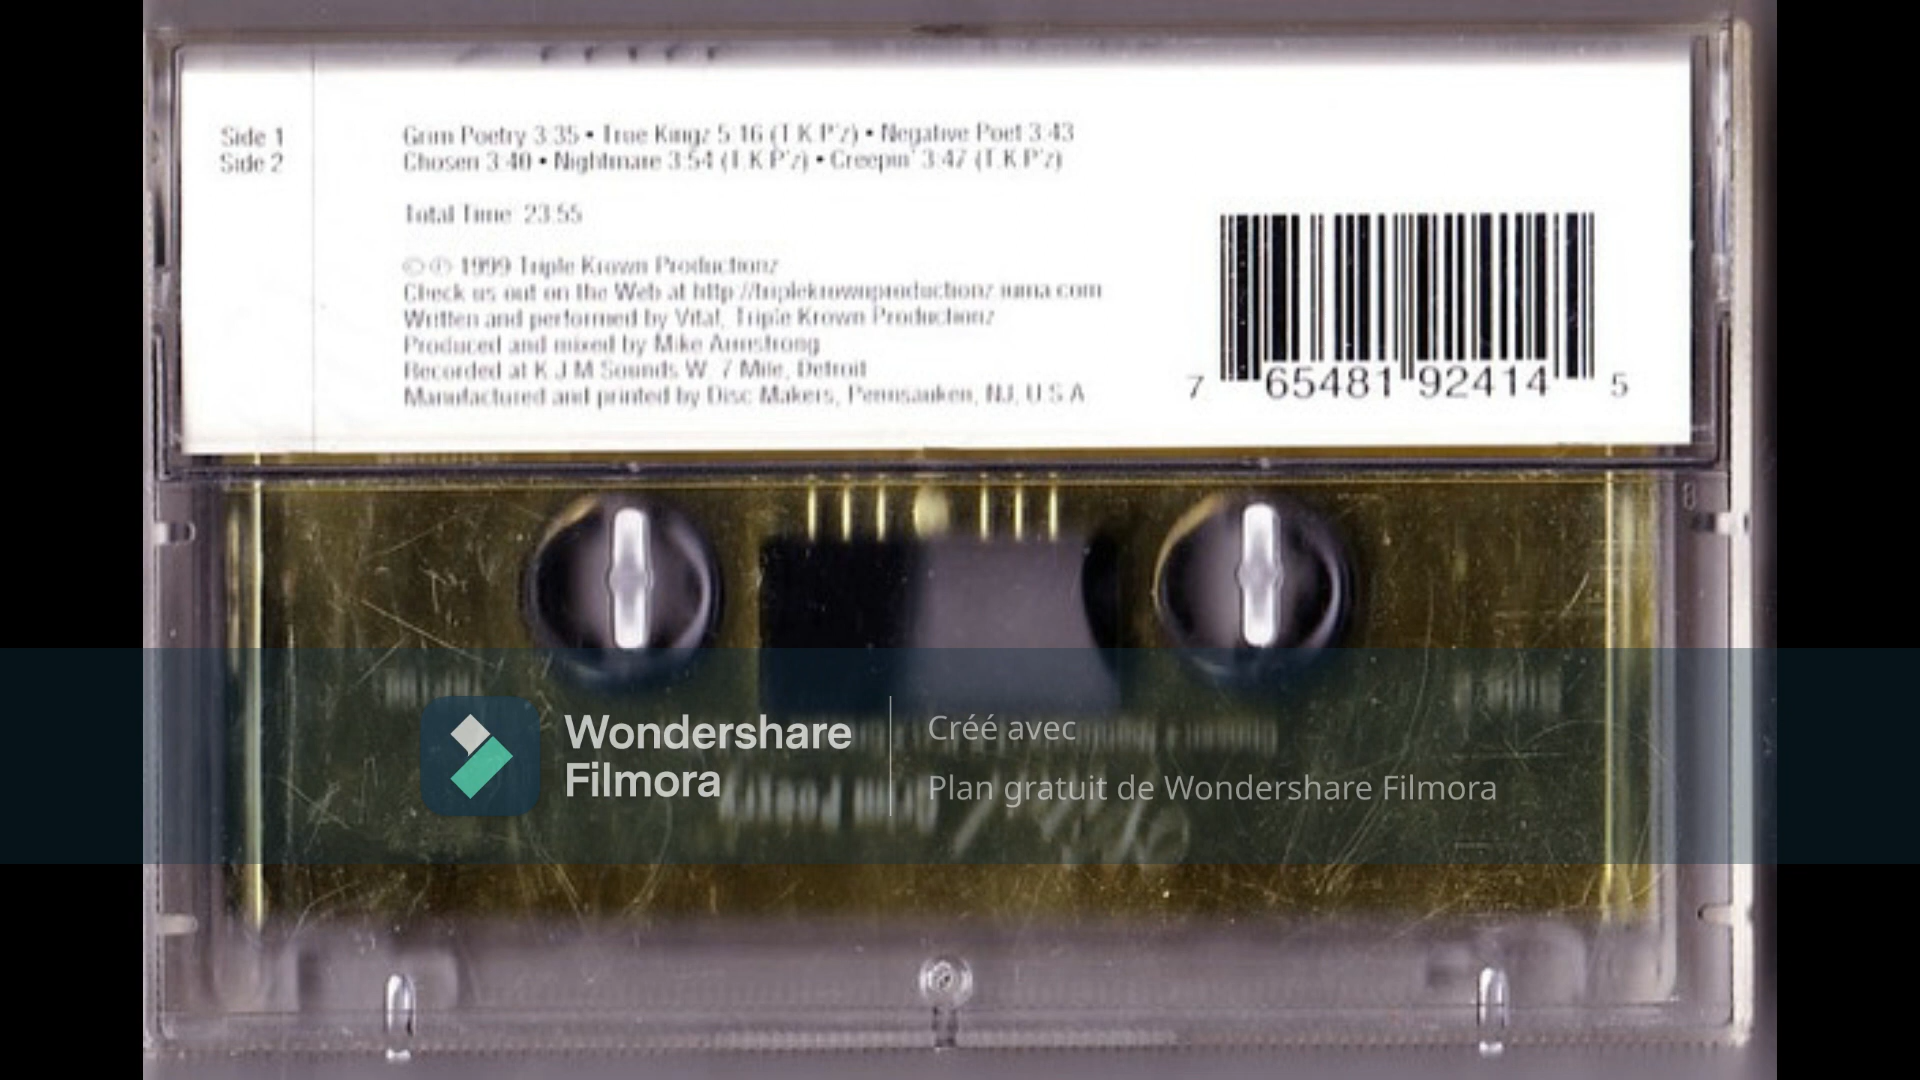 Side 1 Grim Poetry 3:35 • True Kingz 5:16 (T.K.P'z) • Negative Poet 3:43
Side 2 Chosen 3:40 • Nightmare 3:54 (T.K.P'z) • Creepin' 3:47 (T.K.P'z)
Total Time: 23:55
© ℗ 1999 Triple Krown Productionz
Check us out on the Web at http://triplekrownproductionz.iuma.com
Written and performed by Vital, Triple Krown Productionz
Produced and mixed by Mike Armstrong
Recorded at K.J.M Sounds W. 7 Mile, Detroit
Manufactured and printed by Disc Makers, Pennsauken, NJ, U.S.A.
7 65481 92414 5
Wondershare
Filmora
Créé avec
Plan gratuit de Wondershare Filmora